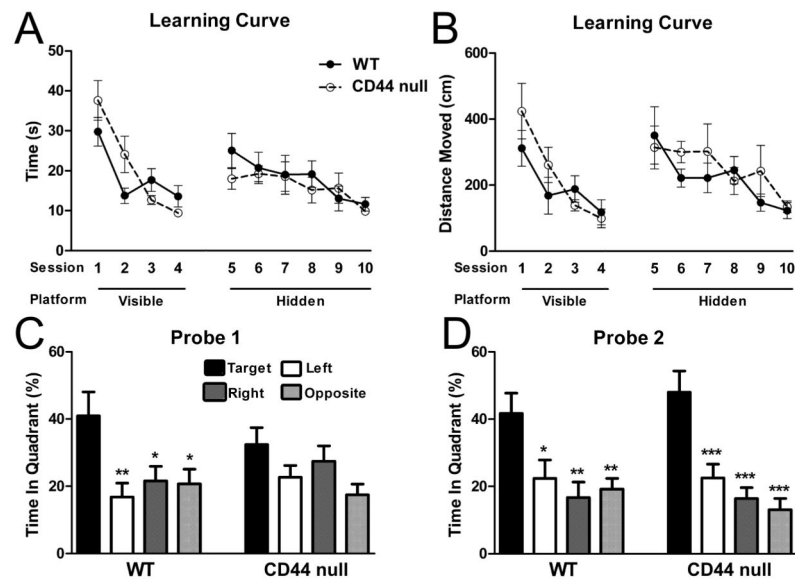 A
Learning Curve
Time (s)
50
40
30
20
10
0
WT
CD44 null
Session 1 2 3 4 5 6 7 8 9 10
Platform Visible Hidden
B
Learning Curve
Distance Moved (cm)
600
400
200
0
Session 1 2 3 4 5 6 7 8 9 10
Platform Visible Hidden
C
Probe 1
Time In Quadrant (%)
60
40
20
0
Target Left
Right Opposite
** * *
WT CD44 null
D
Probe 2
Time In Quadrant (%)
60
40
20
0
* ** ** *** *** ***
WT CD44 null